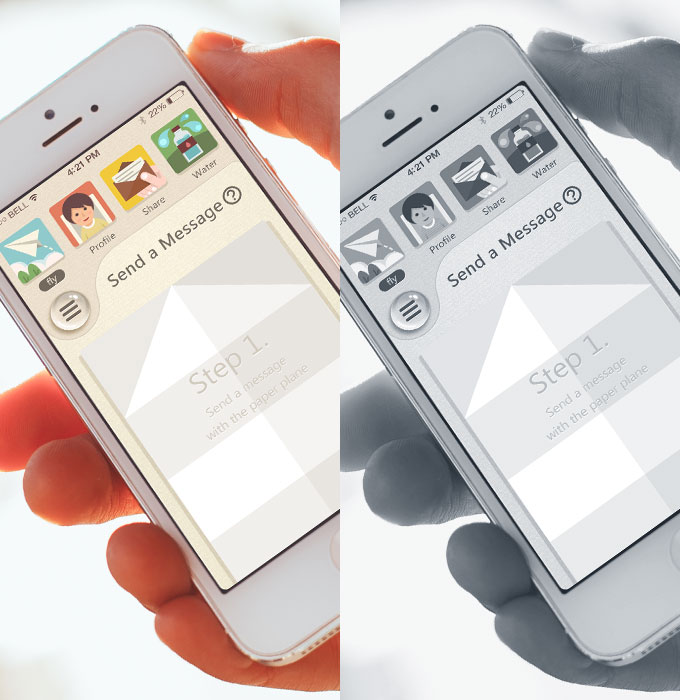 BELL
4:21 PM
22%
Profile
Share
Water
fly
Send a Message ?
Step 1.
Send a message
with the paper plane
BELL
4:21 PM
22%
Profile
Share
Water
fly
Send a Message ?
Step 1.
Send a message
with the paper plane